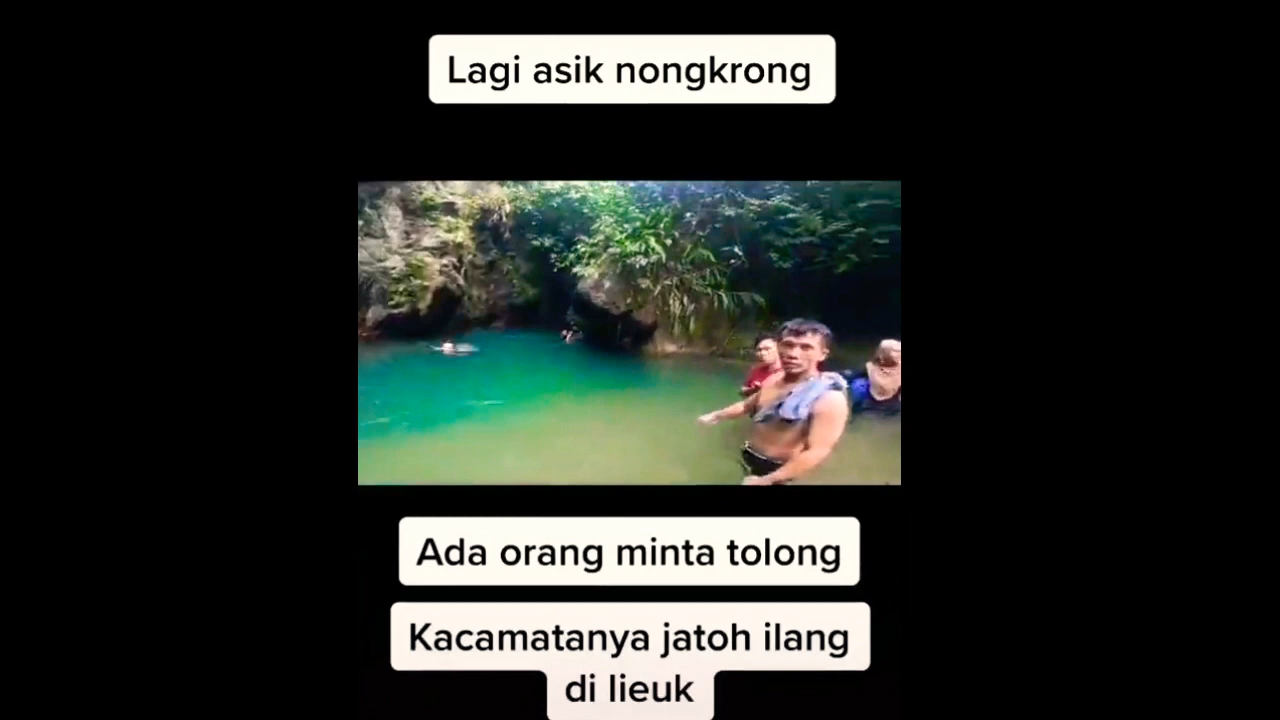 Lagi asik nongkrong
Ada orang minta tolong
Kacamatanya jatoh ilang
di lieuk